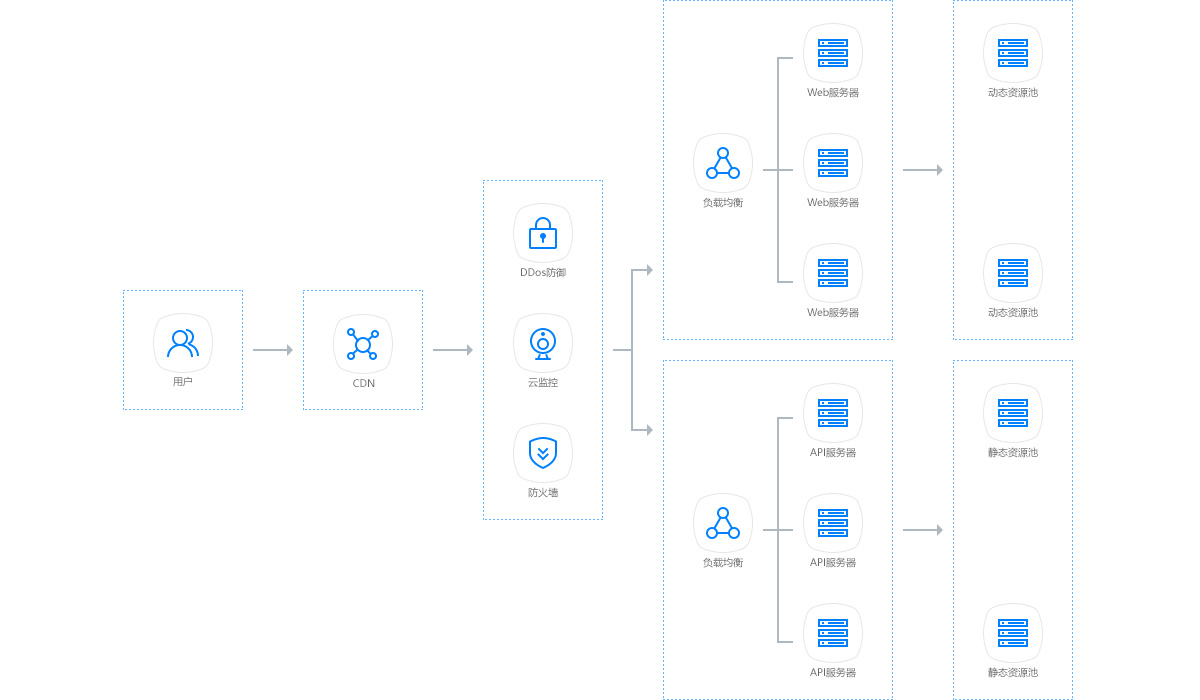 用户
CDN
DDos防御
云监控
防火墙
负载均衡
Web服务器
Web服务器
Web服务器
动态资源池
动态资源池
负载均衡
API服务器
API服务器
API服务器
静态资源池
静态资源池